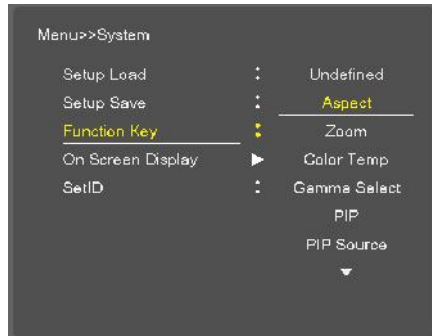 Menu>>System
Setup Load : Undefined
Setup Save : Aspect
Function Key : Zoom
On Screen Display ▶ Color Temp
SetID : Gamma Select
PIP
PIP Source
▼